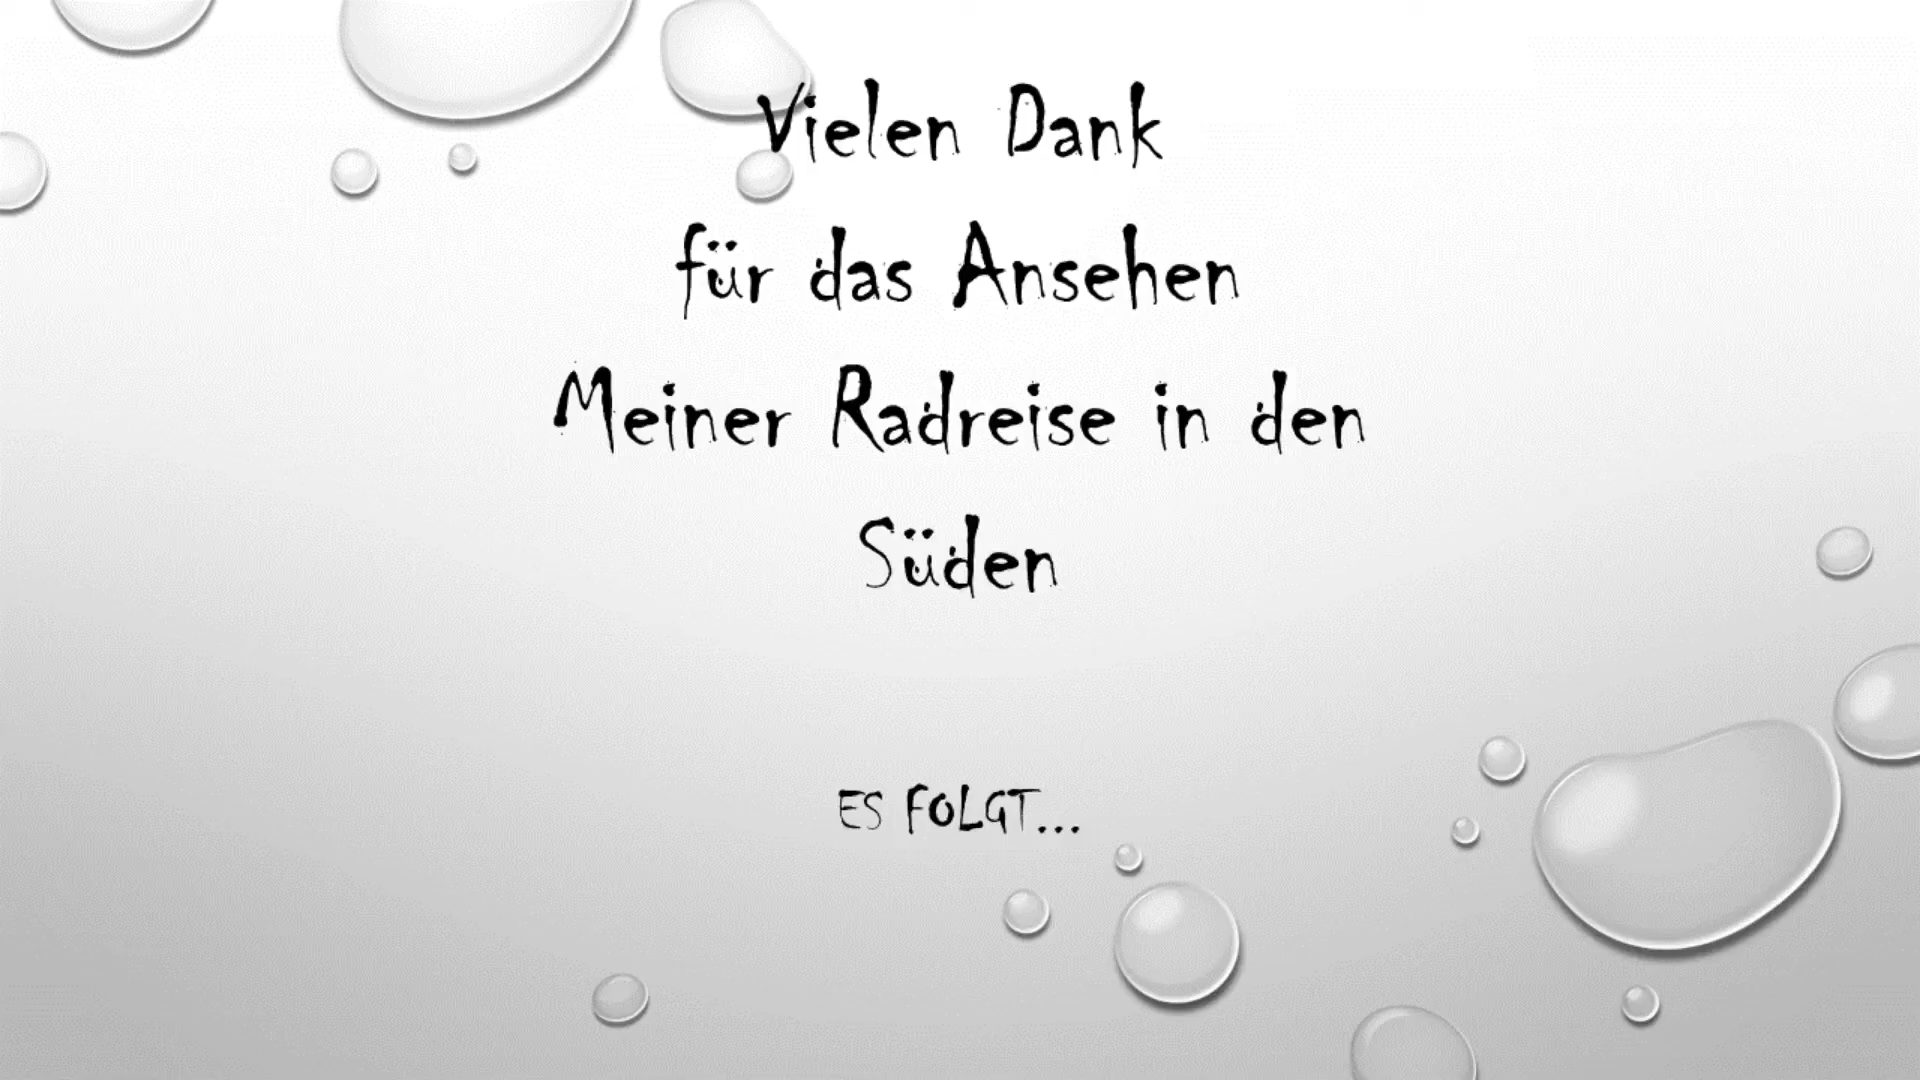 Vielen Dank
für das Ansehen
Meiner Radreise in den
Süden
ES FOLGT...